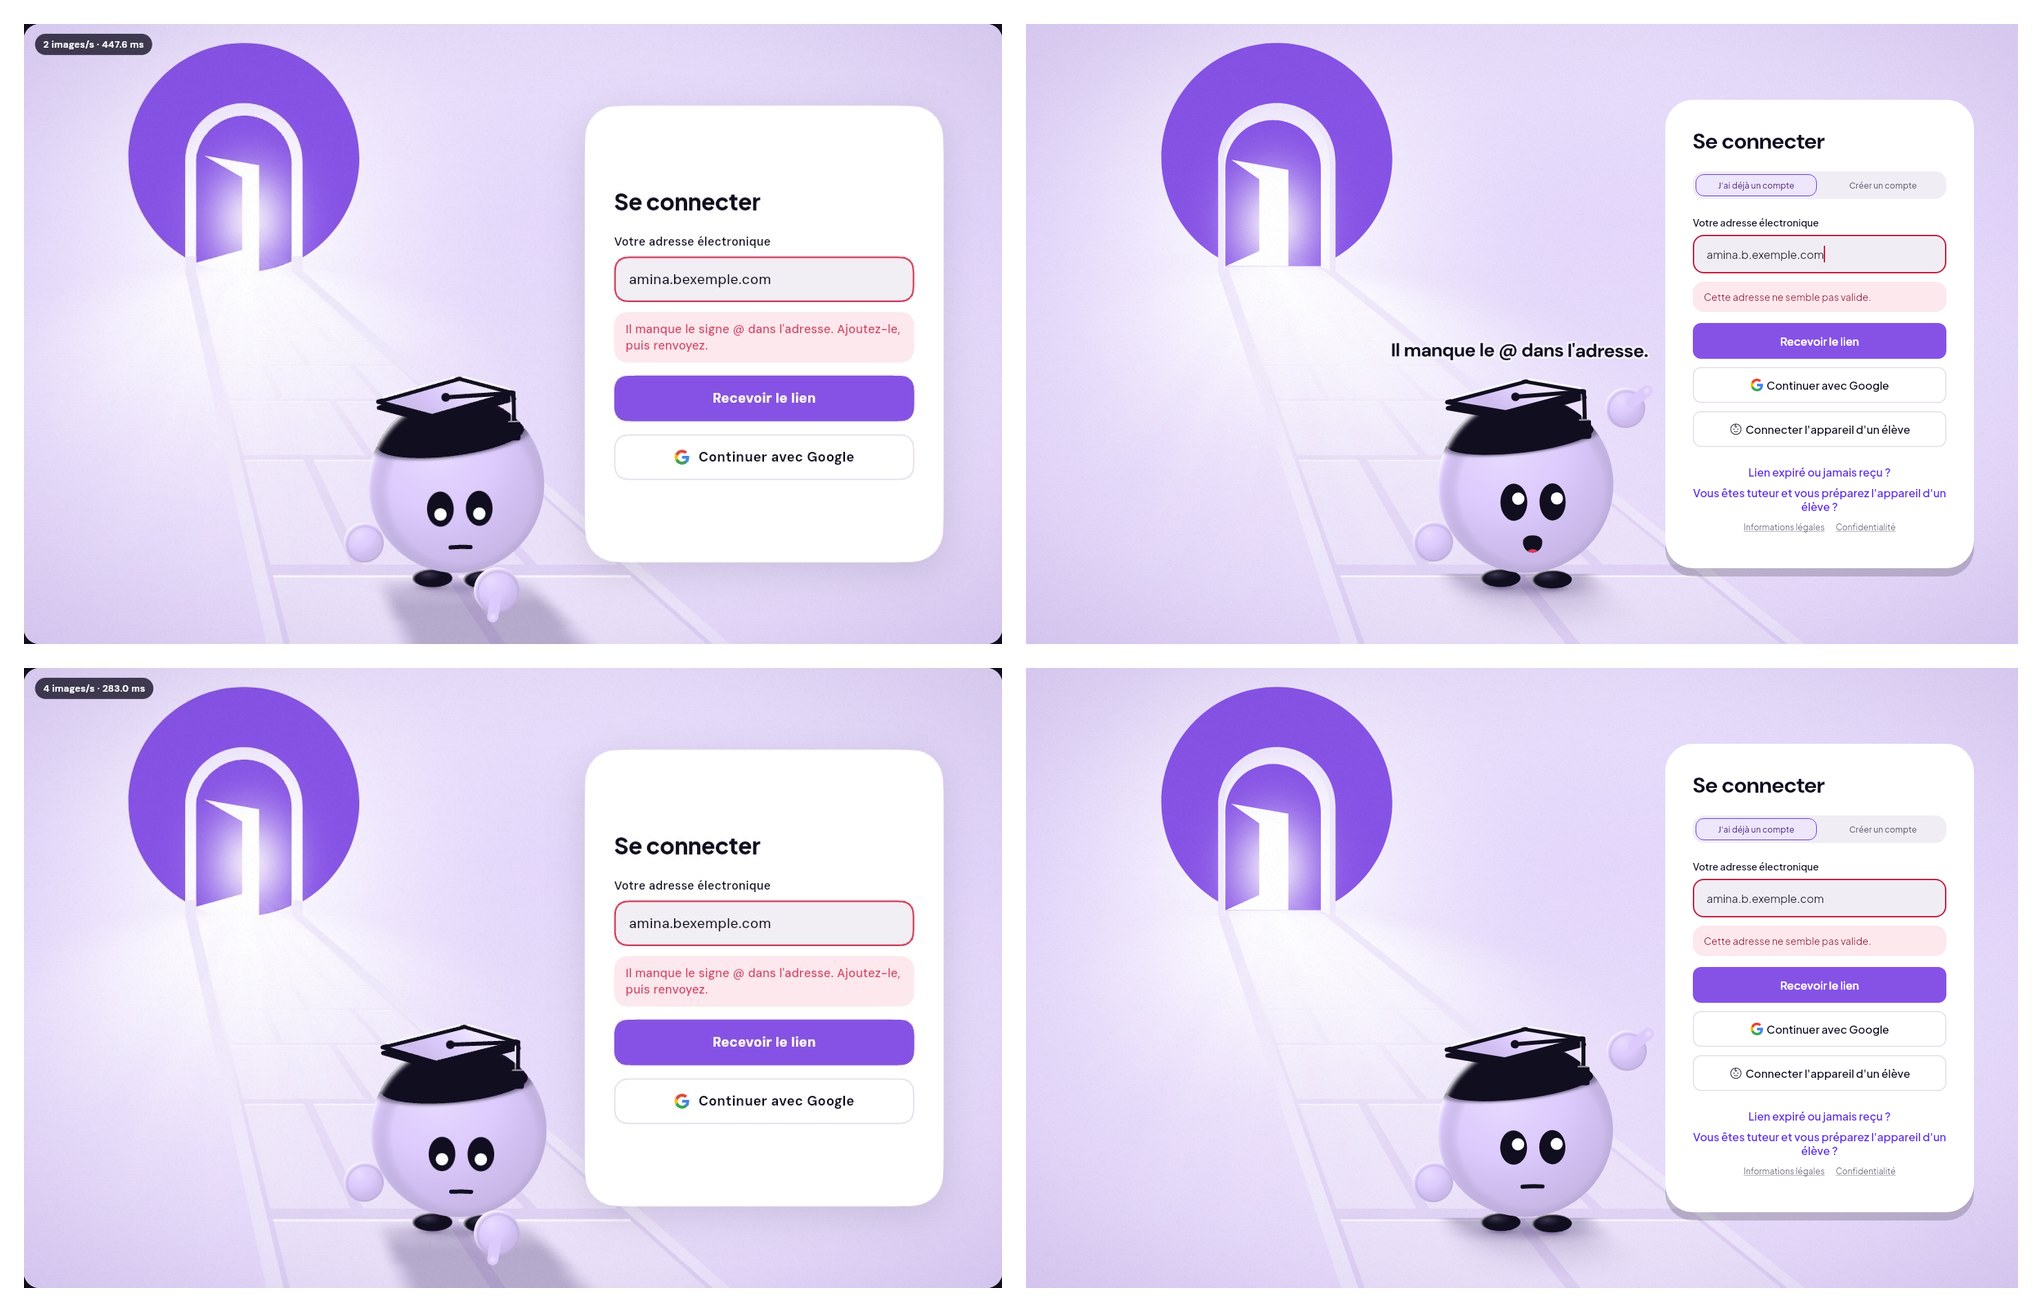 2 images/s · 447.6 ms
Se connecter
Votre adresse électronique
amina.bexemple.com
Il manque le signe @ dans l'adresse. Ajoutez-le,
puis renvoyez.
Recevoir le lien
Continuer avec Google
Il manque le @ dans l'adresse.
Se connecter
J'ai déjà un compte
Créer un compte
Votre adresse électronique
amina.b.exemple.com
Cette adresse ne semble pas valide.
Recevoir le lien
Continuer avec Google
Connecter l'appareil d'un élève
Lien expiré ou jamais reçu ?
Vous êtes tuteur et vous préparez l'appareil d'un
élève ?
Informations légales Confidentialité
4 images/s · 283.0 ms
Se connecter
Votre adresse électronique
amina.bexemple.com
Il manque le signe @ dans l'adresse. Ajoutez-le,
puis renvoyez.
Recevoir le lien
Continuer avec Google
Se connecter
J'ai déjà un compte
Créer un compte
Votre adresse électronique
amina.b.exemple.com
Cette adresse ne semble pas valide.
Recevoir le lien
Continuer avec Google
Connecter l'appareil d'un élève
Lien expiré ou jamais reçu ?
Vous êtes tuteur et vous préparez l'appareil d'un
élève ?
Informations légales Confidentialité